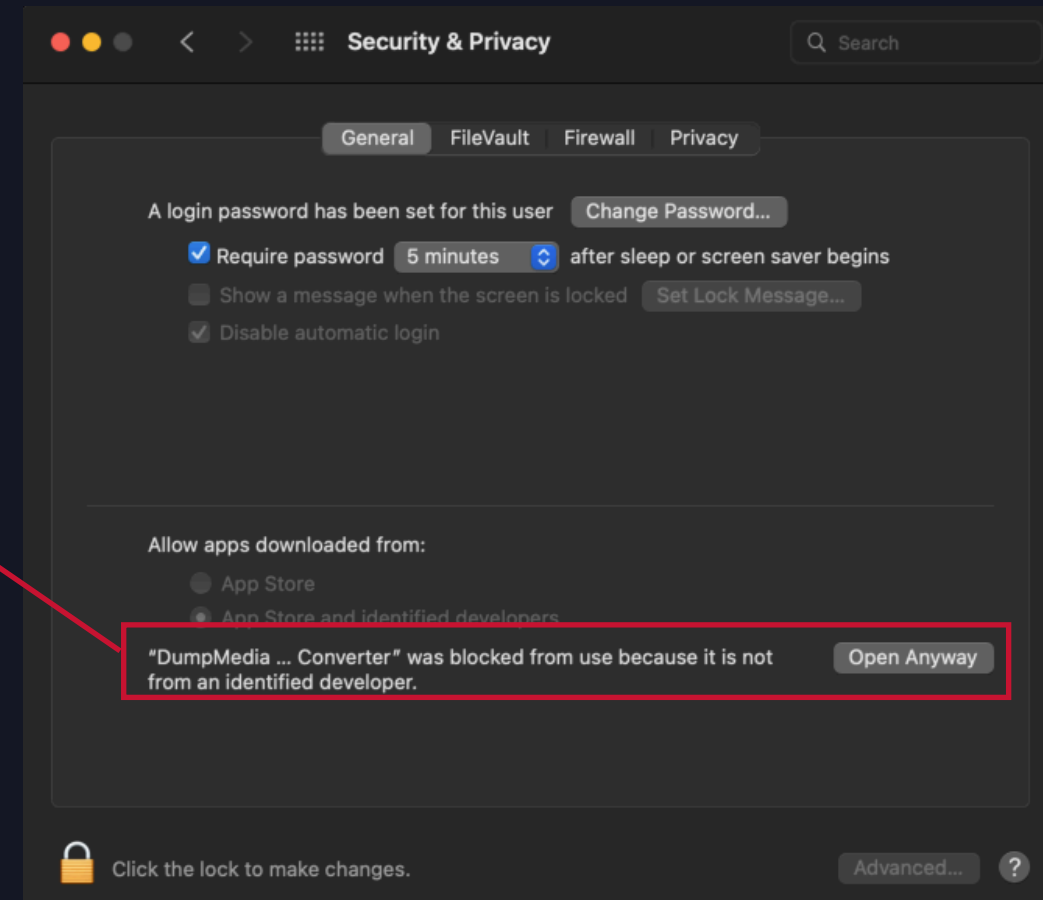 Security & Privacy
Search
General FileVault Firewall Privacy
A login password has been set for this user Change Password...
Require password 5 minutes after sleep or screen saver begins
Show a message when the screen is locked Set Lock Message...
Disable automatic login
Allow apps downloaded from:
App Store
App Store and identified developers
“DumpMedia ... Converter” was blocked from use because it is not Open Anyway
from an identified developer.
Click the lock to make changes. Advanced... ?